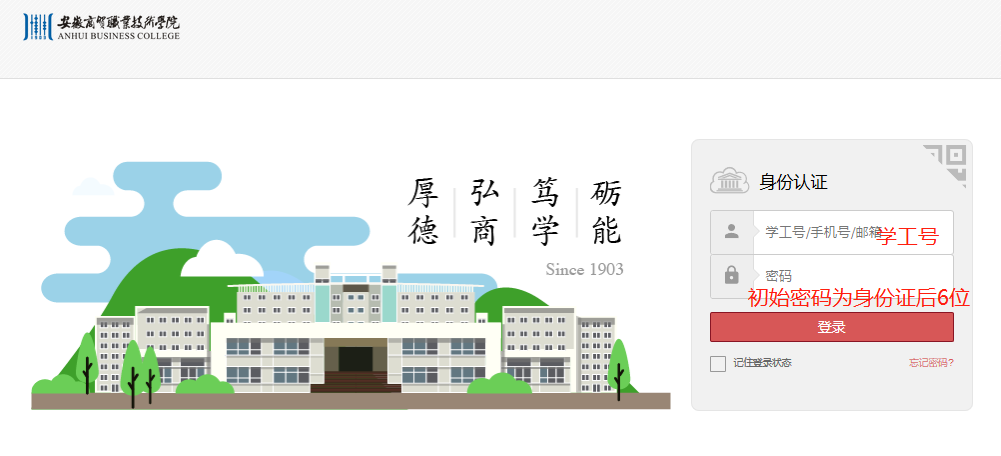 安徽商贸职业技术学院
ANHUI BUSINESS COLLEGE
1903
厚德
弘商
笃学
砺能
Since 1903
身份认证
学工号/手机号/邮箱
学工号
密码
初始密码为身份证后6位
登录
记住登录状态
忘记密码?